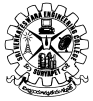 SRI VENKATESWARA ENGINEERING COLLEGE
SURYAPET